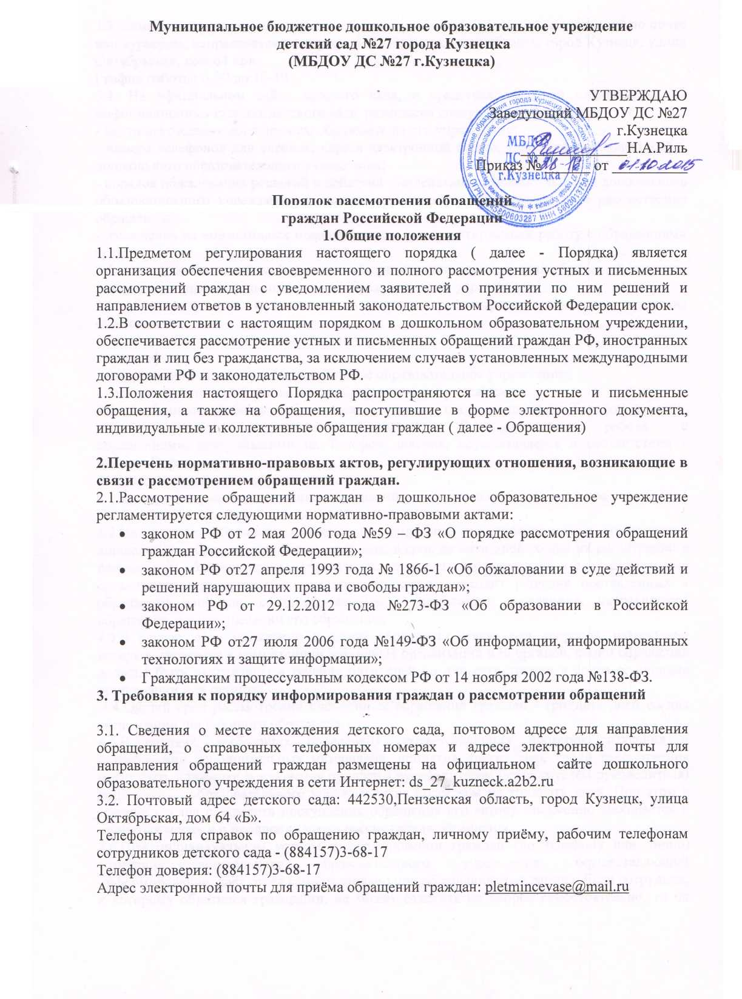 Муниципальное бюджетное дошкольное образовательное учреждение
детский сад №27 города Кузнецка
(МБДОУ ДС №27 г.Кузнецка)
УТВЕРЖДАЮ
Заведующий МБДОУ ДС №27
г.Кузнецка
Н.А.Риль
Приказ № от 01.10.2015
МБДОУ
ДС № 27
г.Кузнецка
Порядок рассмотрения обращений
граждан Российской Федерации
1.Общие положения
1.1.Предметом регулирования настоящего порядка ( далее - Порядка) является
организация обеспечения своевременного и полного рассмотрения устных и письменных
рассмотрений граждан с уведомлением заявителей о принятии по ним решений и
направлением ответов в установленный законодательством Российской Федерации срок.
1.2.В соответствии с настоящим порядком в дошкольном образовательном учреждении,
обеспечивается рассмотрение устных и письменных обращений граждан РФ, иностранных
граждан и лиц без гражданства, за исключением случаев установленных международными
договорами РФ и законодательством РФ.
1.3.Положения настоящего Порядка распространяются на все устные и письменные
обращения, а также на обращения, поступившие в форме электронного документа,
индивидуальные и коллективные обращения граждан ( далее - Обращения)
2.Перечень нормативно-правовых актов, регулирующих отношения, возникающие в
связи с рассмотрением обращений граждан.
2.1.Рассмотрение обращений граждан в дошкольное образовательное учреждение
регламентируется следующими нормативно-правовыми актами:
• законом РФ от 2 мая 2006 года №59 – ФЗ «О порядке рассмотрения обращений
граждан Российской Федерации»;
• законом РФ от27 апреля 1993 года № 1866-1 «Об обжаловании в суде действий и
решений нарушающих права и свободы граждан»;
• законом РФ от 29.12.2012 года №273-ФЗ «Об образовании в Российской
Федерации»;
• законом РФ от27 июля 2006 года №149-ФЗ «Об информации, информированных
технологиях и защите информации»;
• Гражданским процессуальным кодексом РФ от 14 ноября 2002 года №138-ФЗ.
3. Требования к порядку информирования граждан о рассмотрении обращений
3.1. Сведения о месте нахождения детского сада, почтовом адресе для направления
обращений, о справочных телефонных номерах и адресе электронной почты для
направления обращений граждан размещены на официальном сайте дошкольного
образовательного учреждения в сети Интернет: ds_27_kuzneck.a2b2.ru
3.2. Почтовый адрес детского сада: 442530,Пензенская область, город Кузнецк, улица
Октябрьская, дом 64 «Б».
Телефоны для справок по обращению граждан, личному приёму, рабочим телефонам
сотрудников детского сада - (884157)3-68-17
Телефон доверия: (884157)3-68-17
Адрес электронной почты для приёма обращений граждан: pletmincevase@mail.ru